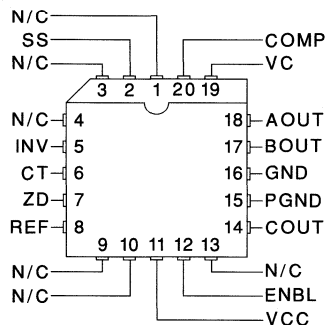 N/C
SS COMP
N/C VC
3 2 1 20 19
N/C 4 18 AOUT
INV 5 17 BOUT
CT 6 16 GND
ZD 7 15 PGND
REF 8 14 COUT
9 10 11 12 13
N/C N/C
N/C ENBL
VCC